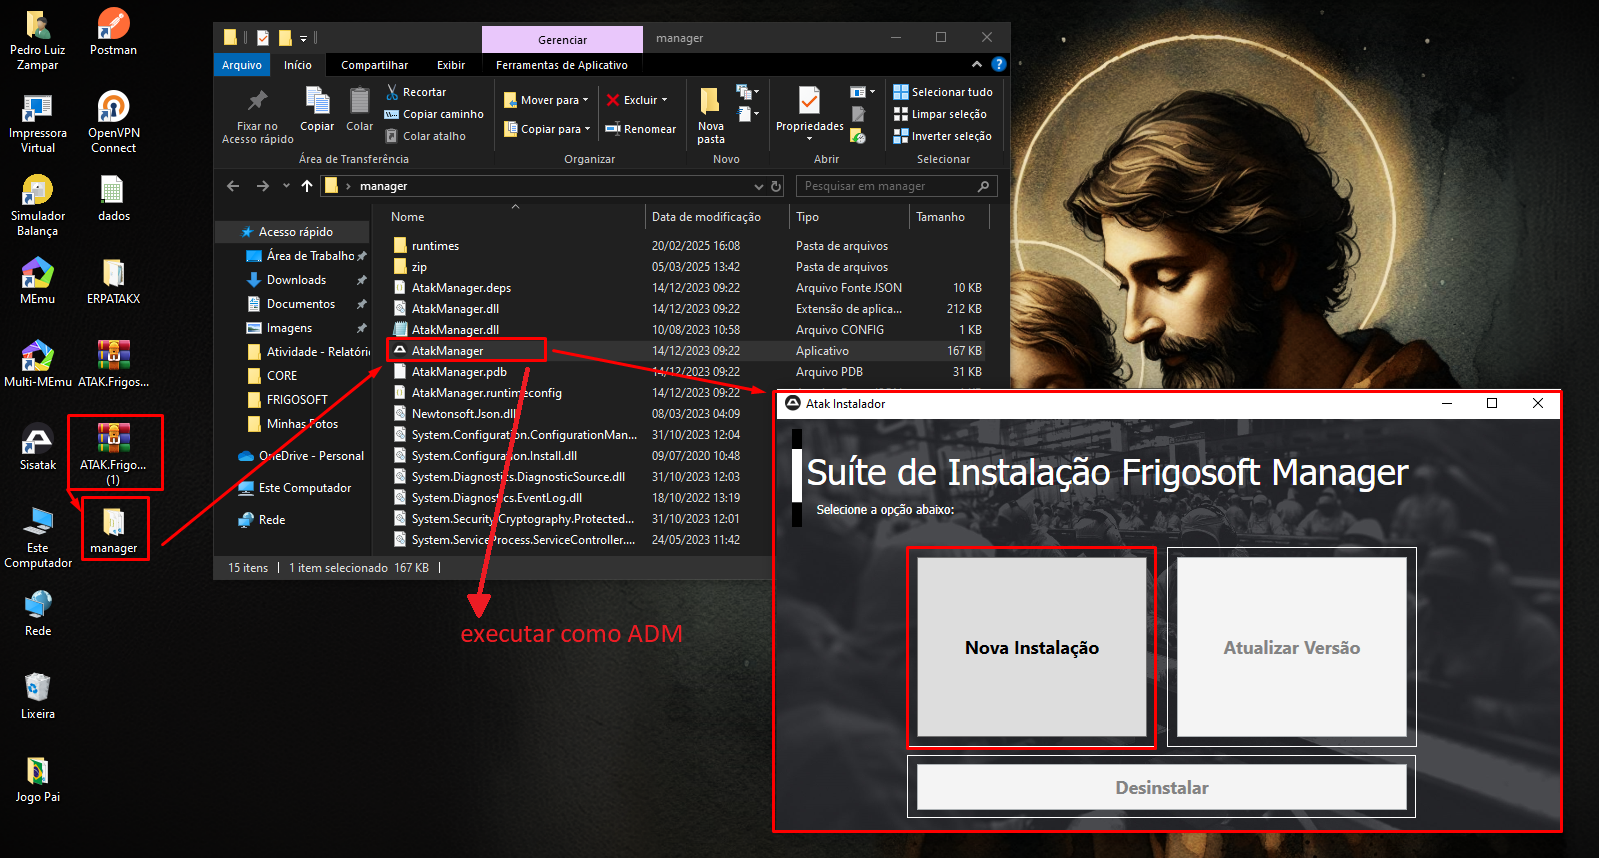 Pedro Luiz
Zampar
Postman
Impressora
Virtual
OpenVPN
Connect
Simulador
Balança
dados
MEmu
ERPATAKX
Multi-MEmu
ATAK.Frigos...
Sisatak
ATAK.Frigo...
(1)
Este
Computador
manager
Rede
Lixeira
Jogo Pai
Gerenciar
manager
Arquivo
Início
Compartilhar
Exibir
Ferramentas de Aplicativo
Fixar no
Acesso rápido
Copiar
Colar
Recortar
Copiar caminho
Colar atalho
Área de Transferência
Mover para
Copiar para
Excluir
Renomear
Organizar
Nova
pasta
Novo
Propriedades
Abrir
Selecionar tudo
Limpar seleção
Inverter seleção
Selecionar
manager
Pesquisar em manager
Acesso rápido
Área de Trabalho
Downloads
Documentos
Imagens
Atividade - Relatóri
CORE
FRIGOSOFT
Minhas Fotos
OneDrive - Personal
Este Computador
Rede
Nome Data de modificação Tipo Tamanho
runtimes 20/02/2025 16:08 Pasta de arquivos
zip 05/03/2025 13:42 Pasta de arquivos
AtakManager.deps 14/12/2023 09:22 Arquivo Fonte JSON 10 KB
AtakManager.dll 14/12/2023 09:22 Extensão de aplica... 212 KB
AtakManager.dll 10/08/2023 10:58 Arquivo CONFIG 1 KB
AtakManager 14/12/2023 09:22 Aplicativo 167 KB
AtakManager.pdb 14/12/2023 09:22 Arquivo PDB 31 KB
AtakManager.runtimeconfig 14/12/2023 09:22
Newtonsoft.Json.dll 08/03/2023 04:09
System.Configuration.ConfigurationMan... 31/10/2023 12:04
System.Configuration.Install.dll 09/07/2020 10:48
System.Diagnostics.DiagnosticSource.dll 31/10/2023 12:03
System.Diagnostics.EventLog.dll 18/10/2022 13:19
System.Security.Cryptography.Protected... 31/10/2023 12:01
System.ServiceProcess.ServiceController.... 24/05/2023 11:42
15 itens 1 item selecionado 167 KB
executar como ADM
Atak Instalador
Suíte de Instalação Frigosoft Manager
Selecione a opção abaixo:
Nova Instalação
Atualizar Versão
Desinstalar